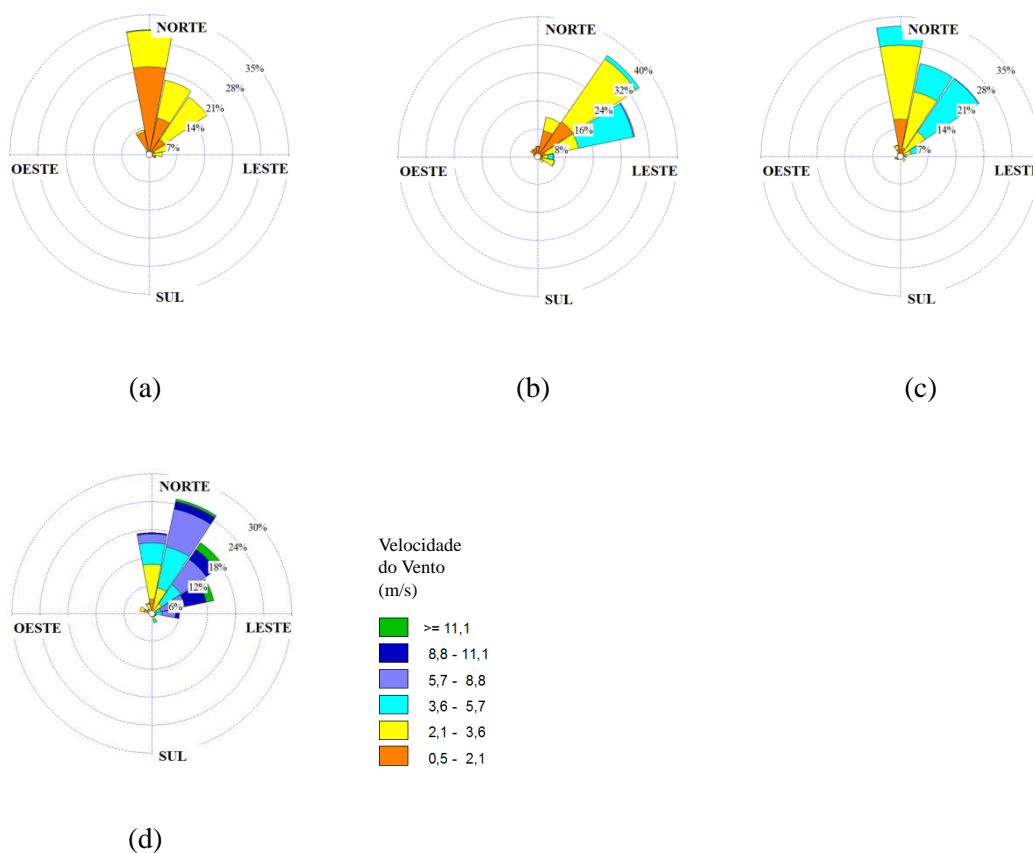 NORTE
35%
28%
21%
14%
7%
OESTE
LESTE
SUL
(a)
NORTE
40%
32%
24%
16%
8%
OESTE
LESTE
SUL
(b)
NORTE
35%
28%
21%
14%
7%
OESTE
LESTE
SUL
(c)
NORTE
30%
24%
18%
12%
6%
OESTE
LESTE
SUL
(d)
Velocidade
do Vento
(m/s)
>= 11,1
8,8 - 11,1
5,7 - 8,8
3,6 - 5,7
2,1 - 3,6
0,5 - 2,1